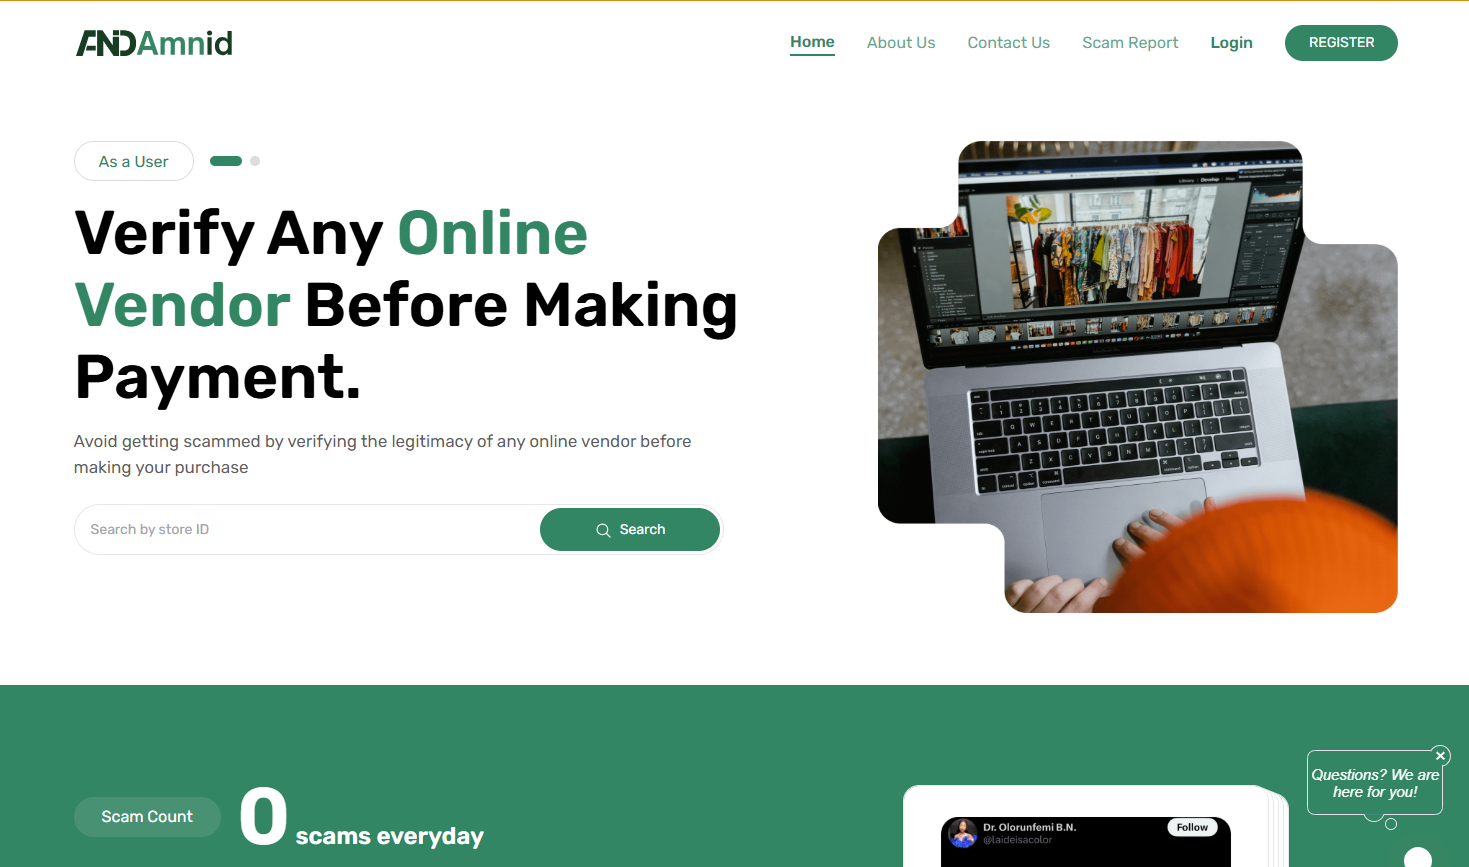 ANDAmnid
Home
About Us
Contact Us
Scam Report
Login
REGISTER
As a User
Verify Any Online
Vendor Before Making
Payment.
Avoid getting scammed by verifying the legitimacy of any online vendor before
making your purchase
Search by store ID
Search
Scam Count
0 scams everyday
Dr. Olorunfemi B.N.
@laideisacolor
Follow
Questions? We are
here for you!